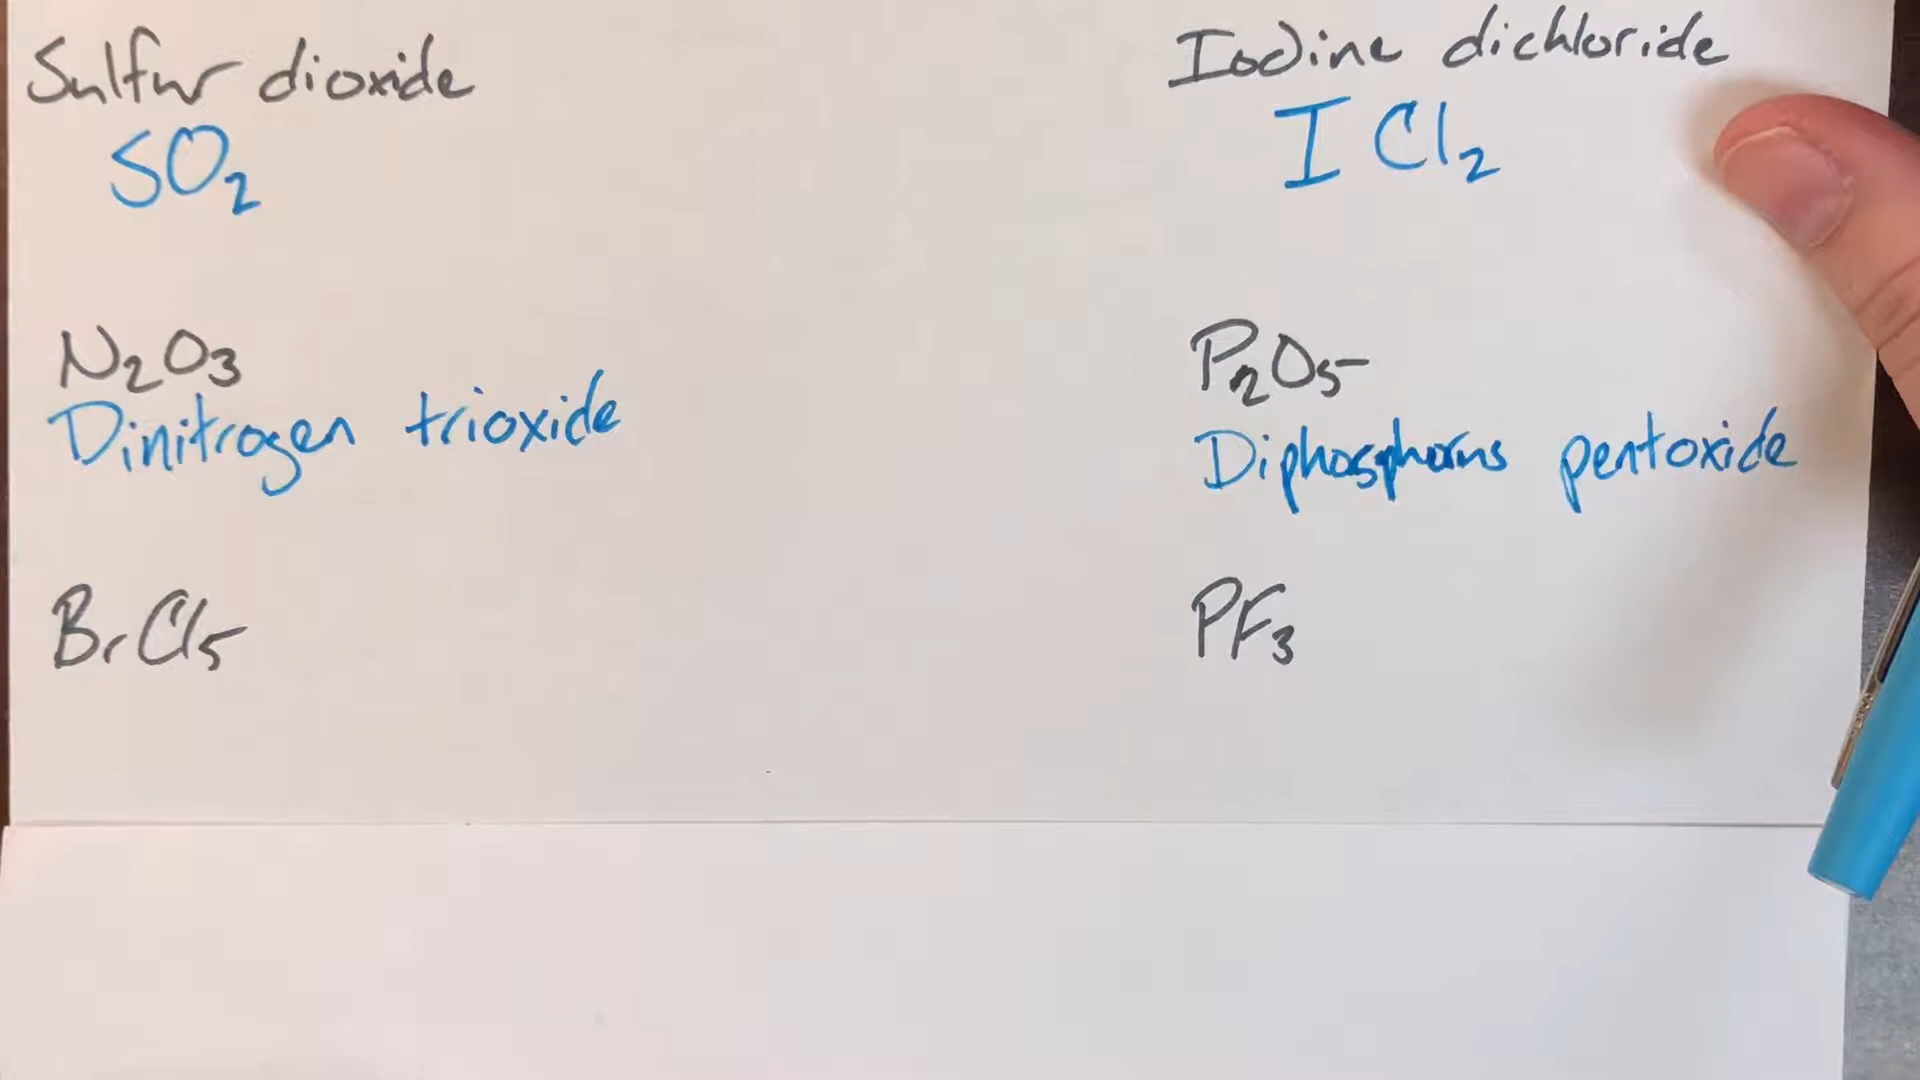 Sulfur dioxide
SO₂
Iodine dichloride
ICl₂
N₂O₃
Dinitrogen trioxide
P₂O₅
Diphosphorus pentoxide
BrCl₅
PF₃